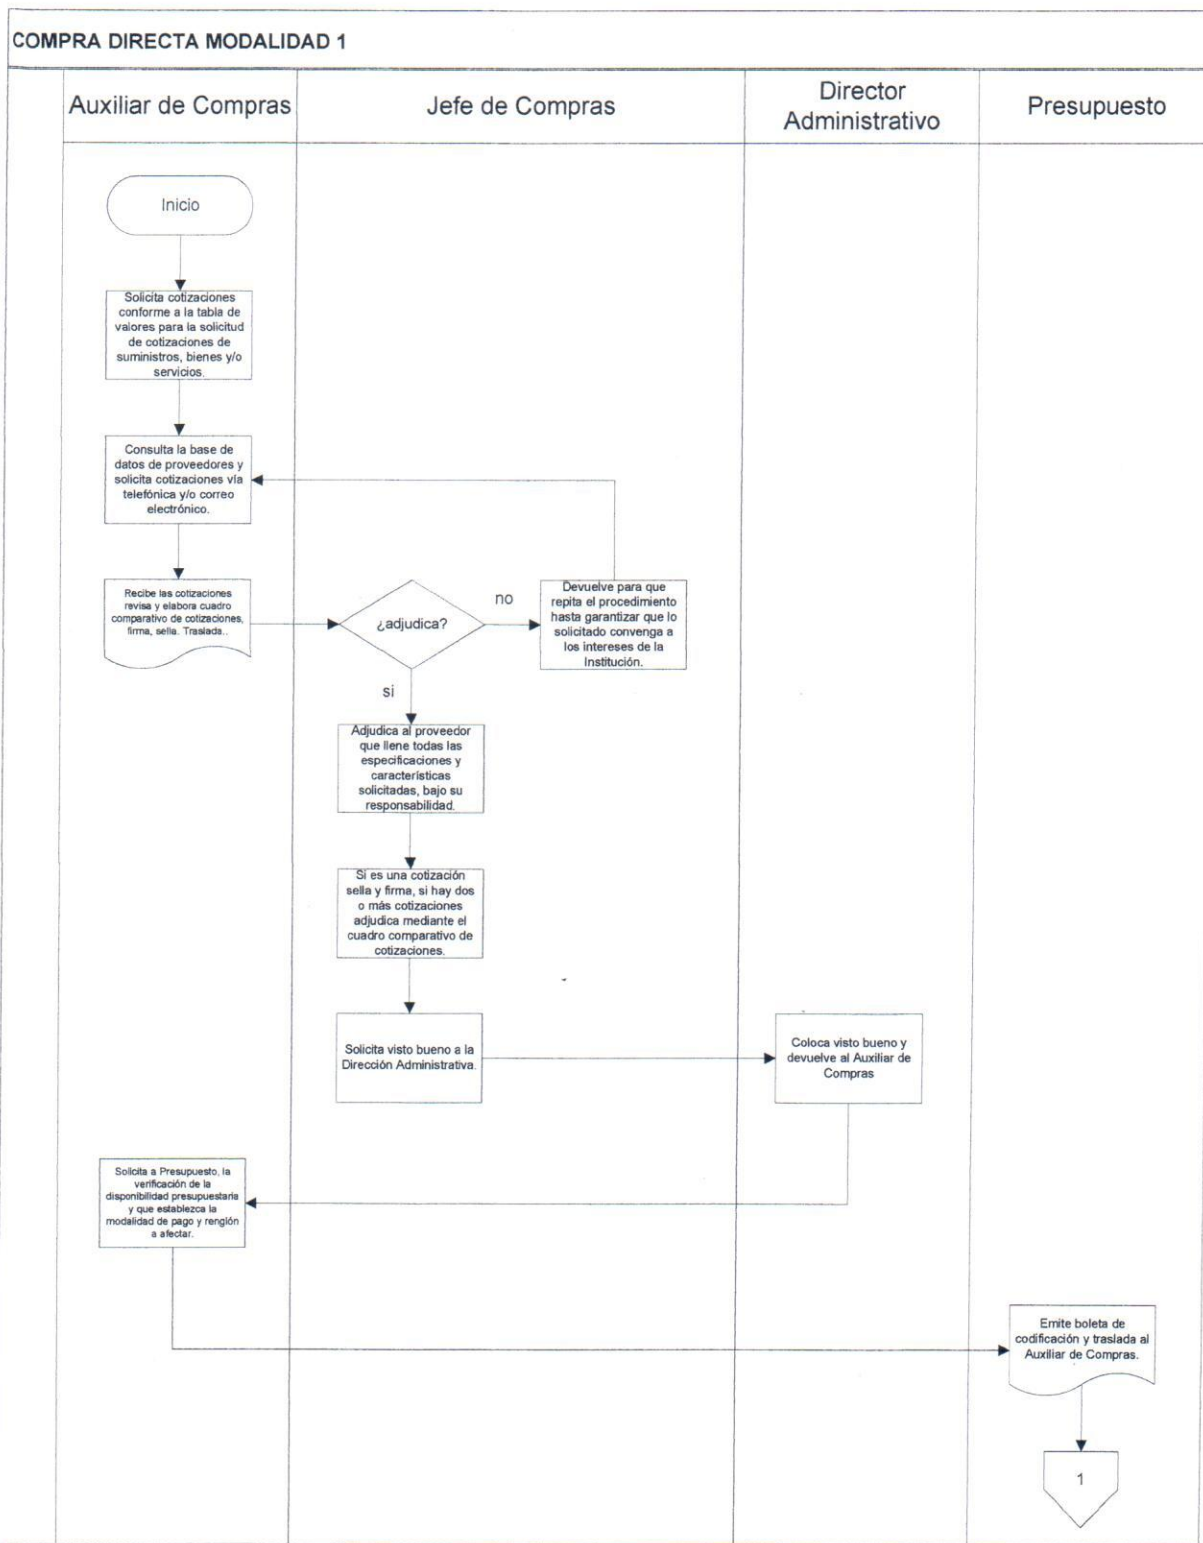 COMPRA DIRECTA MODALIDAD 1
Auxiliar de Compras
Jefe de Compras
Director
Administrativo
Presupuesto
Inicio
Solicita cotizaciones
conforme a la tabla de
valores para la solicitud
de cotizaciones de
suministros, bienes y/o
servicios.
Consulta la base de
datos de proveedores y
solicita cotizaciones vía
telefónica y/o correo
electrónico.
Recibe las cotizaciones
revisa y elabora cuadro
comparativo de cotizaciones,
firma, sella. Traslada..
¿adjudica?
no
Devuelve para que
repita el procedimiento
hasta garantizar que lo
solicitado convenga a
los intereses de la
Institución.
si
Adjudica al proveedor
que llene todas las
especificaciones y
características
solicitadas, bajo su
responsabilidad.
Si es una cotización
sella y firma, si hay dos
o más cotizaciones
adjudica mediante el
cuadro comparativo de
cotizaciones.
Solicita visto bueno a la
Dirección Administrativa.
Coloca visto bueno y
devuelve al Auxiliar de
Compras
Solicita a Presupuesto, la
verificación de la
disponibilidad presupuestaria
y que establezca la
modalidad de pago y renglón
a afectar.
Emite boleta de
codificación y traslada al
Auxiliar de Compras.
1